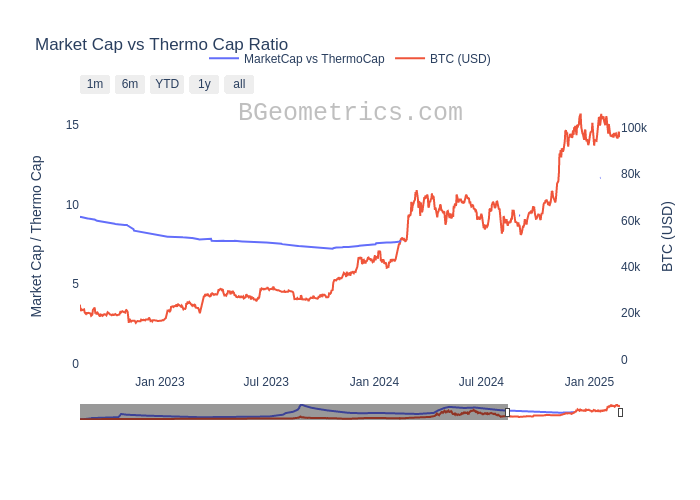 Market Cap vs Thermo Cap Ratio
MarketCap vs ThermoCap
BTC (USD)
1m
6m
YTD
1y
all
BGeometrics.com
15
10
5
0
Market Cap / Thermo Cap
100k
80k
60k
40k
20k
0
BTC (USD)
Jan 2023
Jul 2023
Jan 2024
Jul 2024
Jan 2025